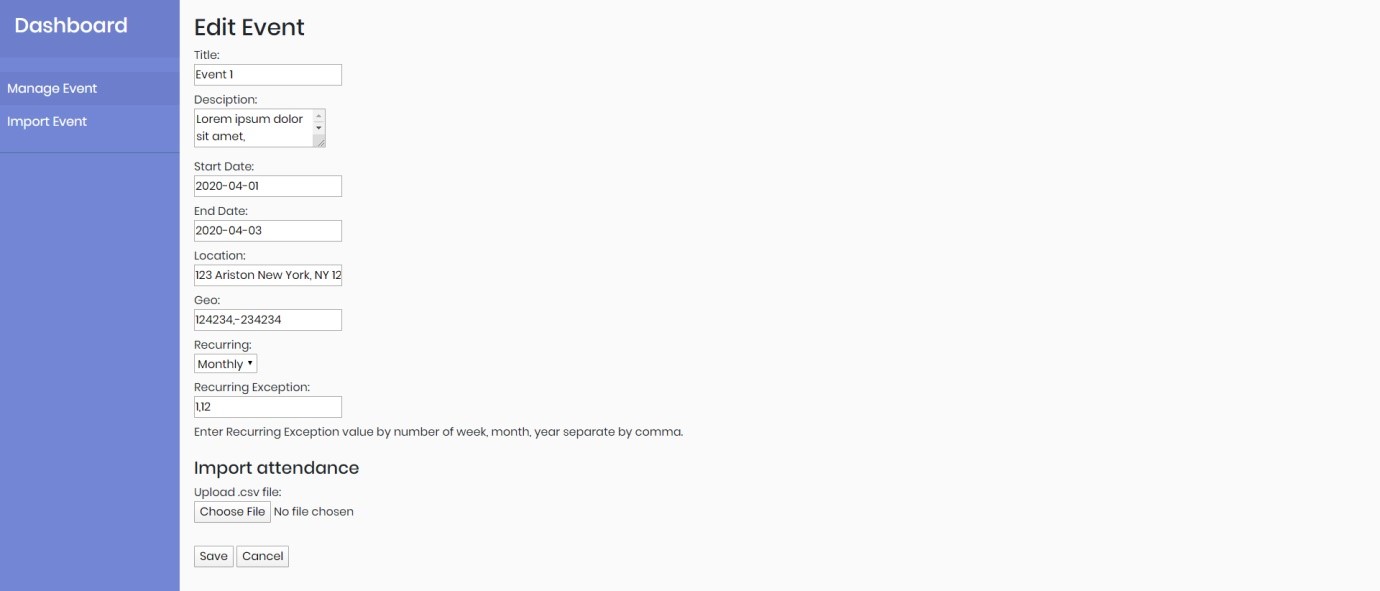 Dashboard
Manage Event
Import Event
Edit Event
Title:
Event 1
Desciption:
Lorem ipsum dolor
sit amet,
Start Date:
2020-04-01
End Date:
2020-04-03
Location:
123 Ariston New York, NY 12
Geo:
124234,-234234
Recurring:
Monthly
Recurring Exception:
1,12
Enter Recurring Exception value by number of week, month, year separate by comma.
Import attendance
Upload .csv file:
Choose File No file chosen
Save Cancel